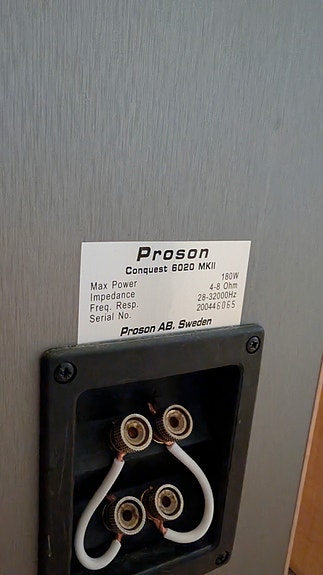 Proson
Conquest 6020 MKII
Max Power 180W
Impedance 4-8 Ohm
Freq. Resp. 28-32000Hz
Serial No. 200446065
Proson AB, Sweden